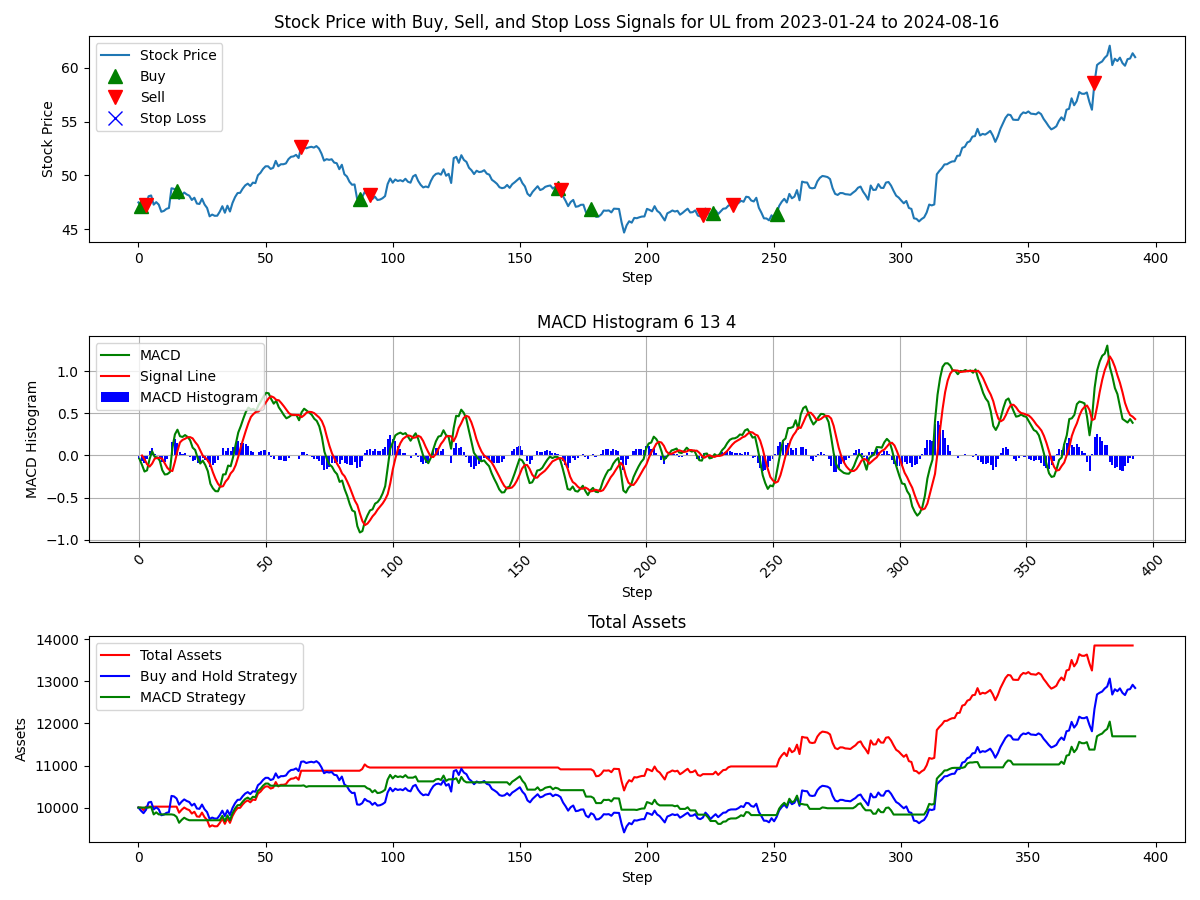 Stock Price with Buy, Sell, and Stop Loss Signals for UL from 2023-01-24 to 2024-08-16
Stock Price
60
55
50
45
Stock Price
Buy
Sell
Stop Loss
0 50 100 150 200 250 300 350 400
Step
MACD Histogram 6 13 4
MACD Histogram
1.0
0.5
0.0
−0.5
−1.0
MACD
Signal Line
MACD Histogram
0 50 100 150 200 250 300 350 400
Step
Total Assets
Assets
14000
13000
12000
11000
10000
Total Assets
Buy and Hold Strategy
MACD Strategy
0 50 100 150 200 250 300 350 400
Step